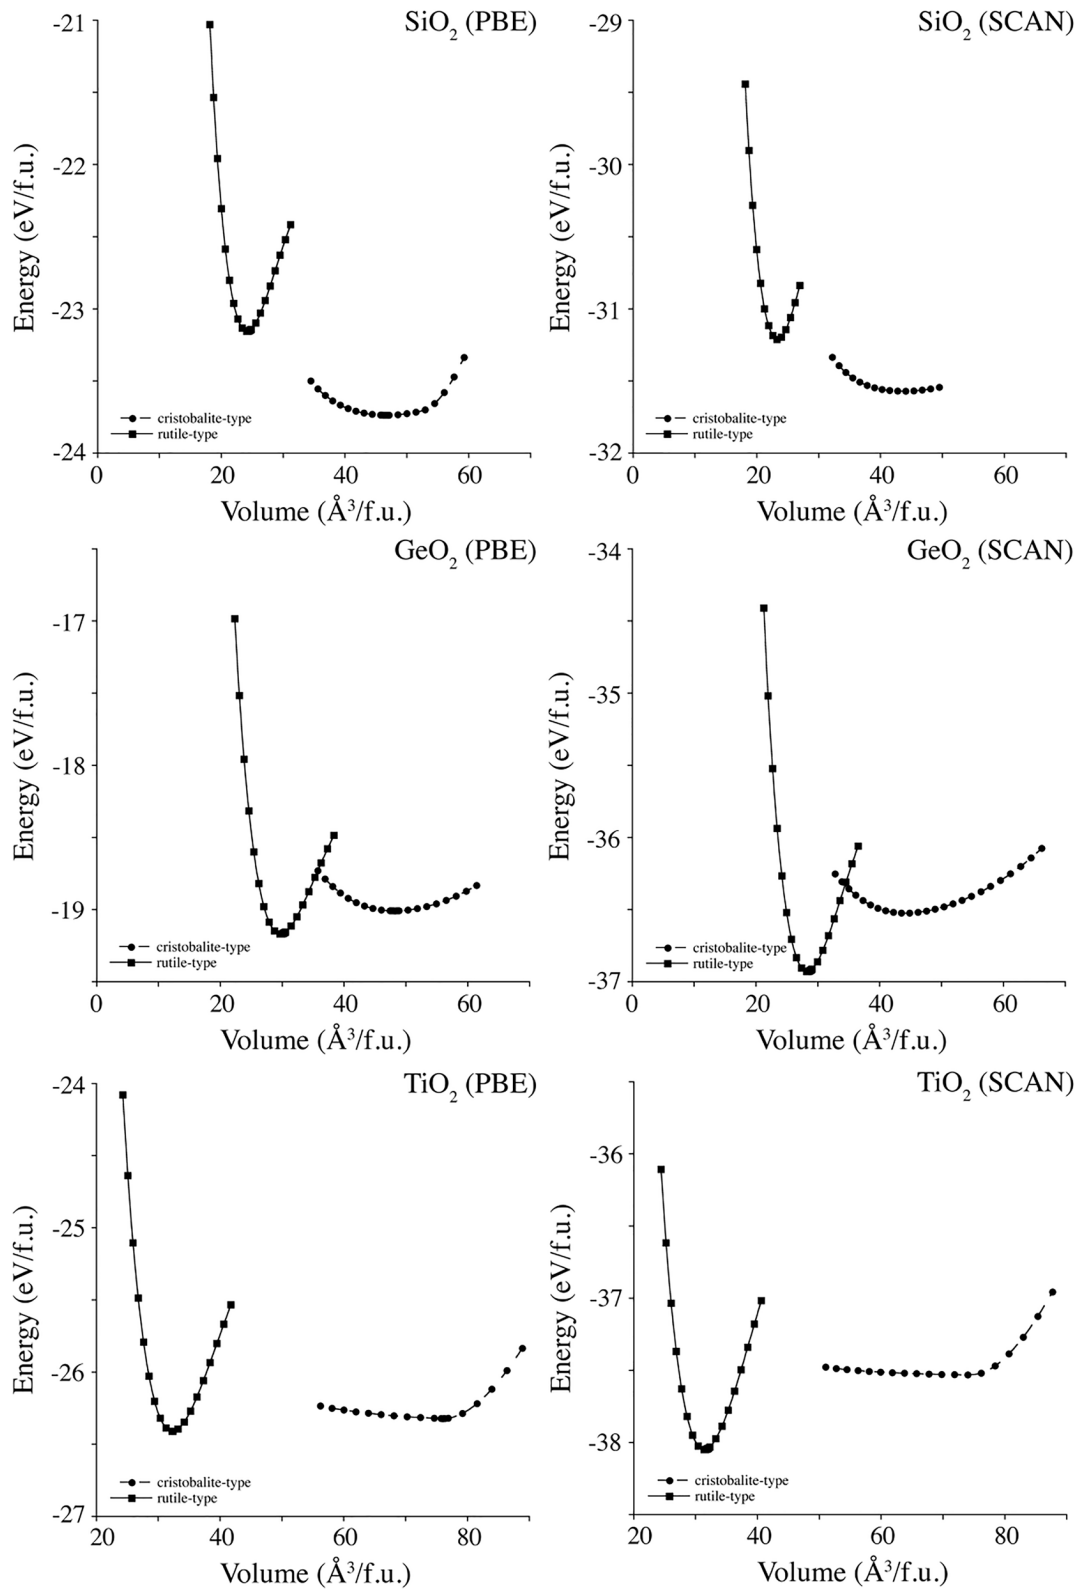 SiO2 (PBE)
-21
-22
-23
-24
Energy (eV/f.u.)
cristobalite-type
rutile-type
0 20 40 60
Volume (Å³/f.u.)
SiO2 (SCAN)
-29
-30
-31
-32
Energy (eV/f.u.)
cristobalite-type
rutile-type
0 20 40 60
Volume (Å³/f.u.)
GeO2 (PBE)
-17
-18
-19
Energy (eV/f.u.)
cristobalite-type
rutile-type
0 20 40 60
Volume (Å³/f.u.)
GeO2 (SCAN)
-34
-35
-36
-37
Energy (eV/f.u.)
cristobalite-type
rutile-type
0 20 40 60
Volume (Å³/f.u.)
TiO2 (PBE)
-24
-25
-26
-27
Energy (eV/f.u.)
cristobalite-type
rutile-type
20 40 60 80
Volume (Å³/f.u.)
TiO2 (SCAN)
-36
-37
-38
Energy (eV/f.u.)
cristobalite-type
rutile-type
20 40 60 80
Volume (Å³/f.u.)